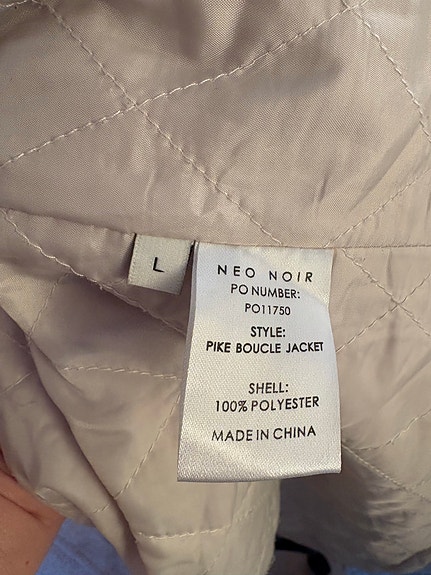 L
NEO NOIR
PO NUMBER:
PO11750
STYLE:
PIKE BOUCLE JACKET
SHELL:
100% POLYESTER
MADE IN CHINA